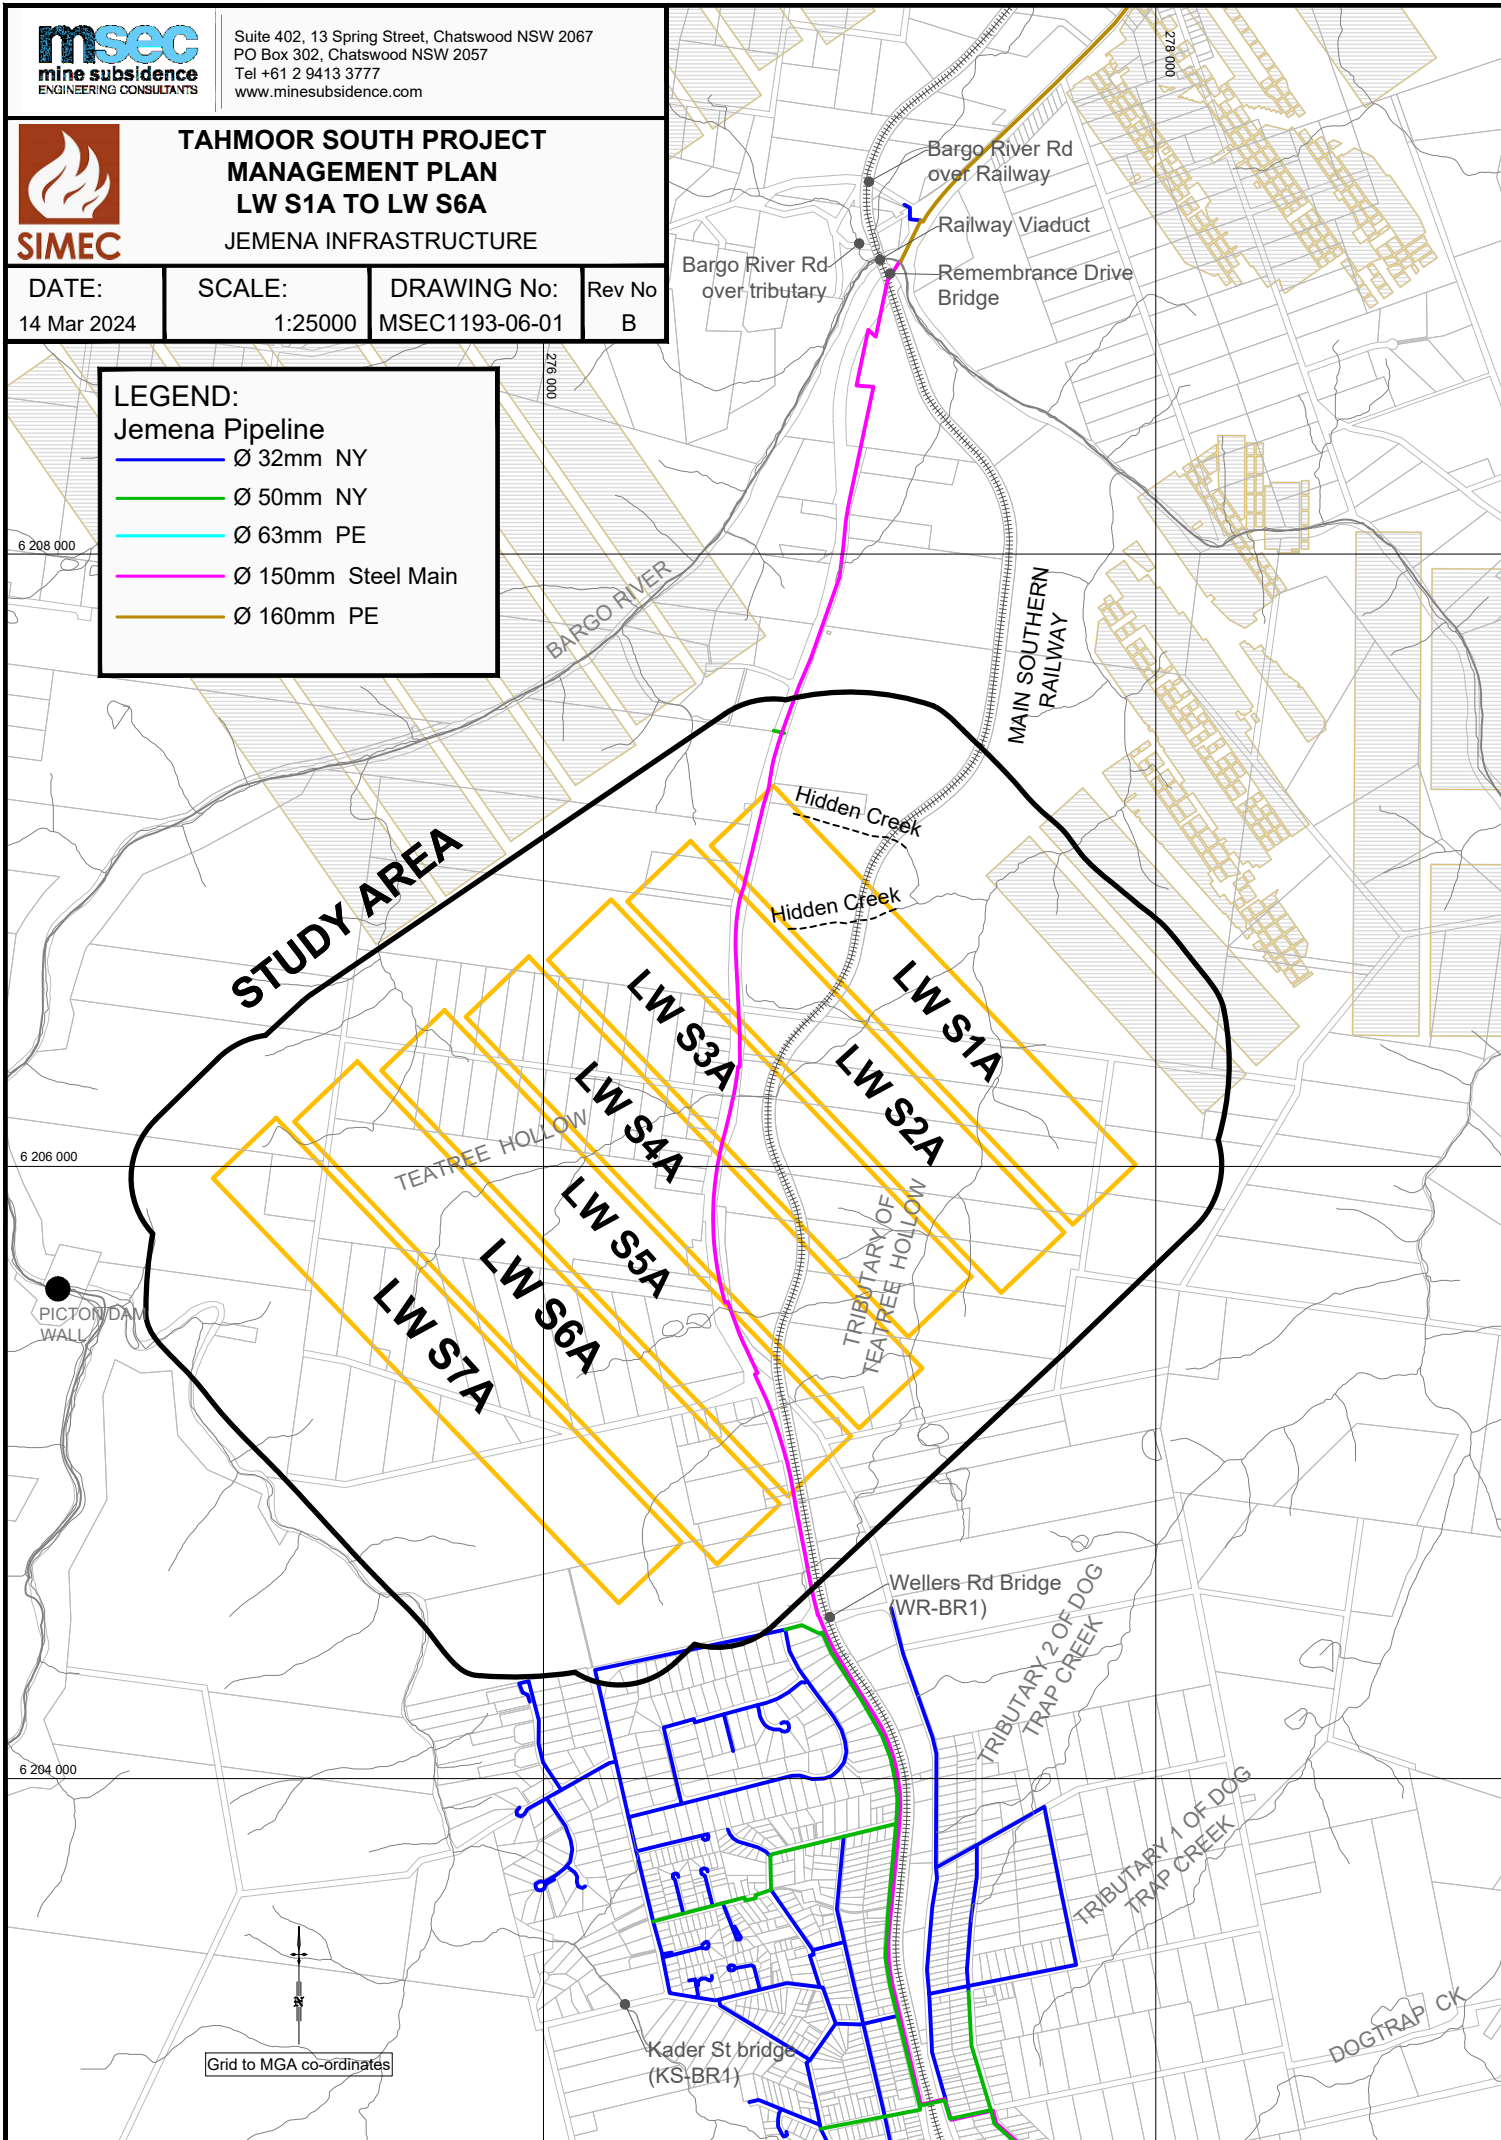 msec
mine subsidence
ENGINEERING CONSULTANTS
Suite 402, 13 Spring Street, Chatswood NSW 2067
PO Box 302, Chatswood NSW 2057
Tel +61 2 9413 3777
www.minesubsidence.com
SIMEC
TAHMOOR SOUTH PROJECT
MANAGEMENT PLAN
LW S1A TO LW S6A
JEMENA INFRASTRUCTURE
DATE:
14 Mar 2024
SCALE:
1:25000
DRAWING No:
MSEC1193-06-01
Rev No
B
LEGEND:
Jemena Pipeline
Ø 32mm NY
Ø 50mm NY
Ø 63mm PE
Ø 150mm Steel Main
Ø 160mm PE
276 000
278 000
6 208 000
6 206 000
6 204 000
Bargo River Rd
over Railway
Railway Viaduct
Bargo River Rd
over tributary
Remembrance Drive
Bridge
BARGO RIVER
MAIN SOUTHERN
RAILWAY
STUDY AREA
Hidden Creek
Hidden Creek
LW S1A
LW S2A
LW S3A
LW S4A
LW S5A
LW S6A
LW S7A
TEATREE HOLLOW
TRIBUTARY OF
TEATREE HOLLOW
PICTON DAM
WALL
Wellers Rd Bridge
(WR-BR1)
TRIBUTARY 2 OF DOG
TRAP CREEK
TRIBUTARY 1 OF DOG
TRAP CREEK
DOGTRAP CK
Kader St bridge
(KS-BR1)
N
Grid to MGA co-ordinates